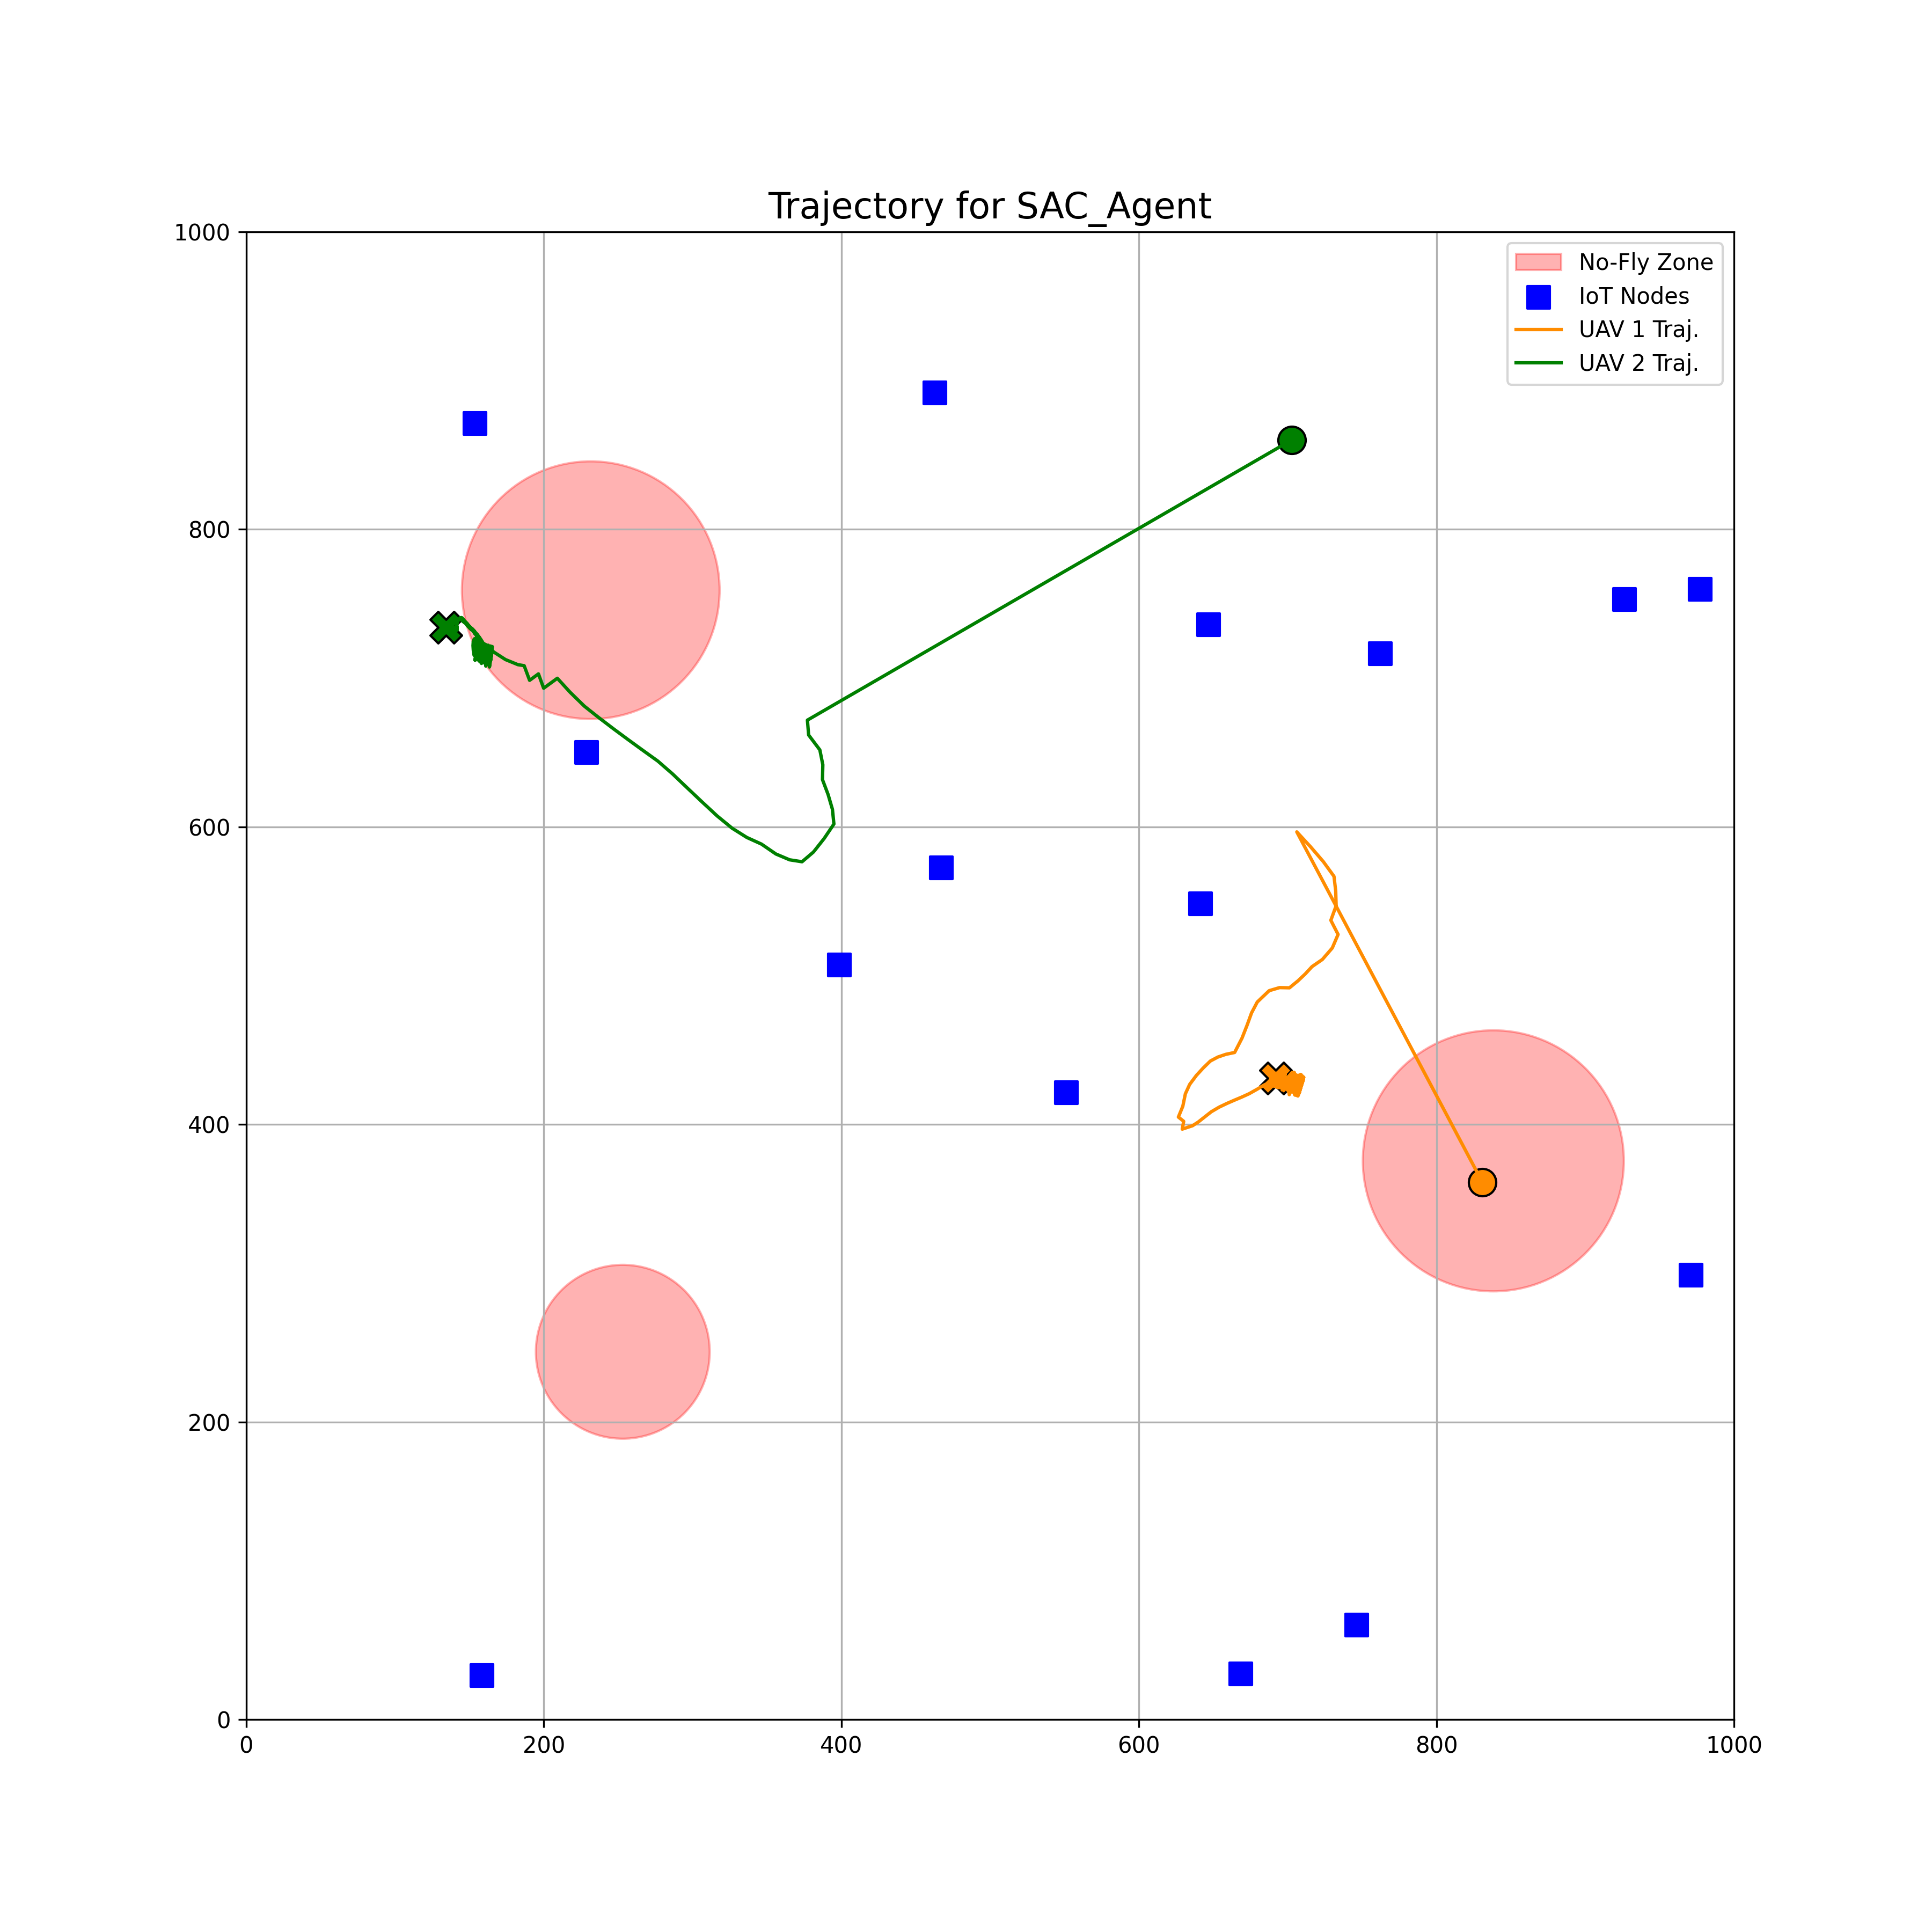 Trajectory for SAC_Agent
No-Fly Zone
IoT Nodes
UAV 1 Traj.
UAV 2 Traj.
1000
800
600
400
200
0
0 200 400 600 800 1000